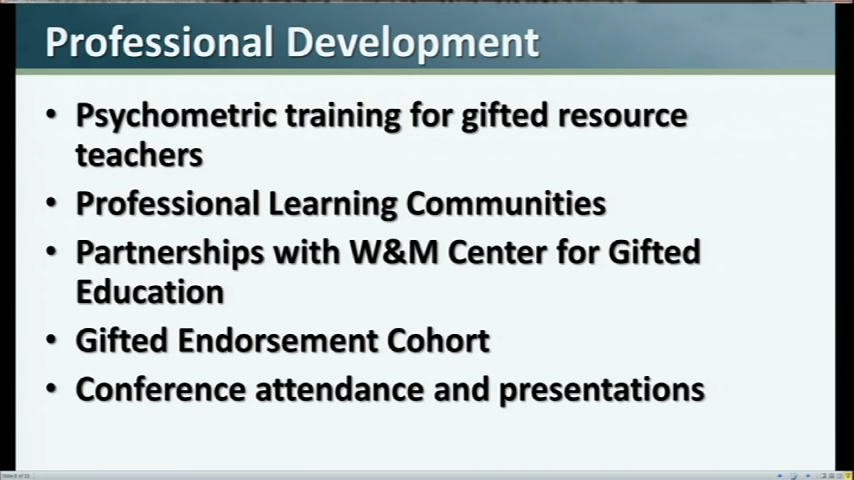 Professional Development
• Psychometric training for gifted resource
teachers
• Professional Learning Communities
• Partnerships with W&M Center for Gifted
Education
• Gifted Endorsement Cohort
• Conference attendance and presentations